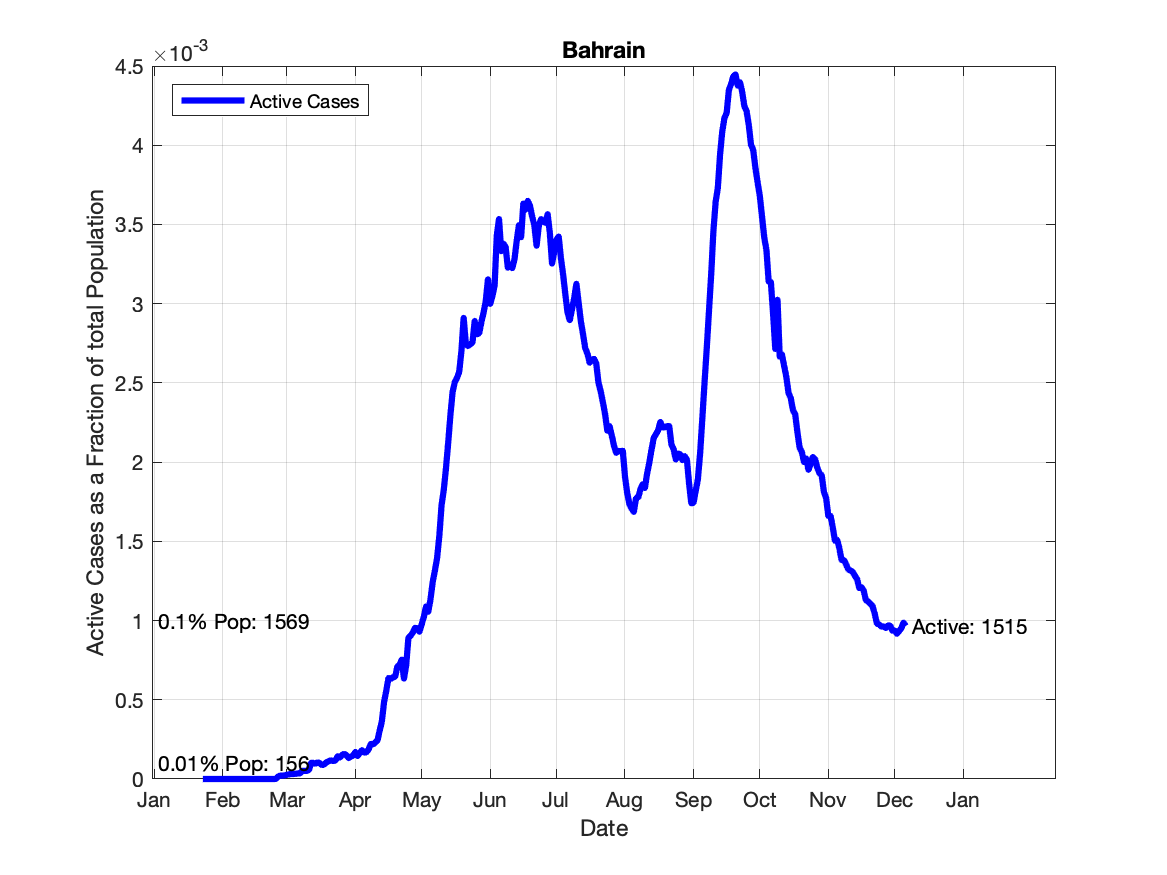 Bahrain
×10-3
4.5
4
3.5
3
2.5
2
1.5
1
0.5
0
Active Cases as a Fraction of total Population
Active Cases
0.1% Pop: 1569
0.01% Pop: 156
Active: 1515
Jan Feb Mar Apr May Jun Jul Aug Sep Oct Nov Dec Jan
Date